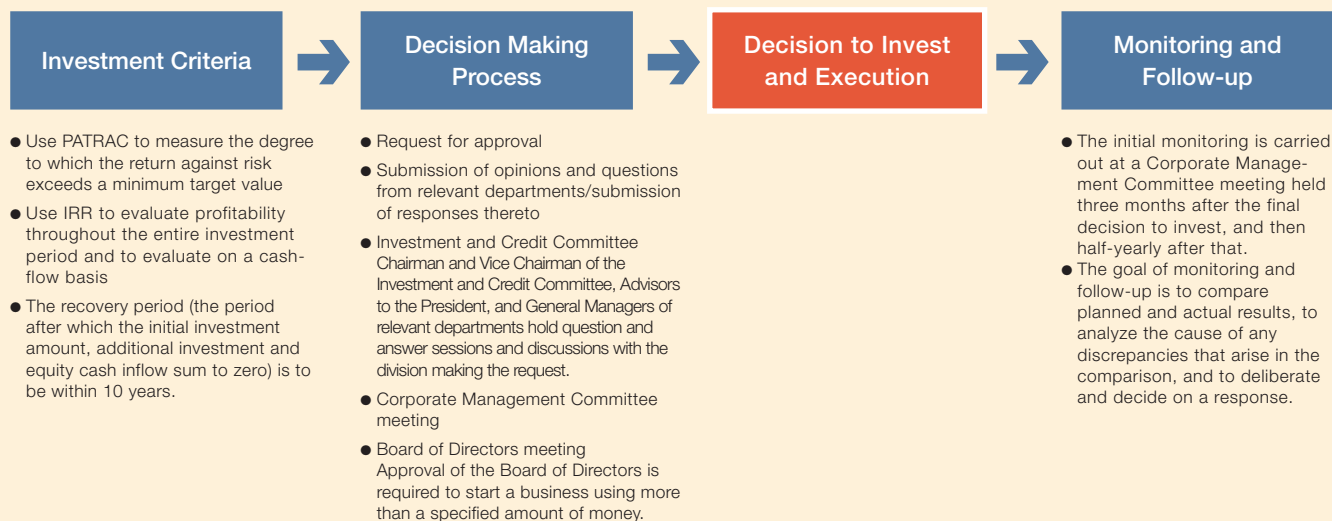 Investment Criteria
● Use PATRAC to measure the degree
to which the return against risk
exceeds a minimum target value
● Use IRR to evaluate profitability
throughout the entire investment
period and to evaluate on a cash-
flow basis
● The recovery period (the period
after which the initial investment
amount, additional investment and
equity cash inflow sum to zero) is to
be within 10 years.
Decision Making
Process
● Request for approval
● Submission of opinions and questions
from relevant departments/submission
of responses thereto
● Investment and Credit Committee
Chairman and Vice Chairman of the
Investment and Credit Committee, Advisors
to the President, and General Managers of
relevant departments hold question and
answer sessions and discussions with the
division making the request.
● Corporate Management Committee
meeting
● Board of Directors meeting
Approval of the Board of Directors is
required to start a business using more
than a specified amount of money.
Decision to Invest
and Execution
Monitoring and
Follow-up
● The initial monitoring is carried
out at a Corporate Manage-
ment Committee meeting held
three months after the final
decision to invest, and then
half-yearly after that.
● The goal of monitoring and
follow-up is to compare
planned and actual results, to
analyze the cause of any
discrepancies that arise in the
comparison, and to deliberate
and decide on a response.